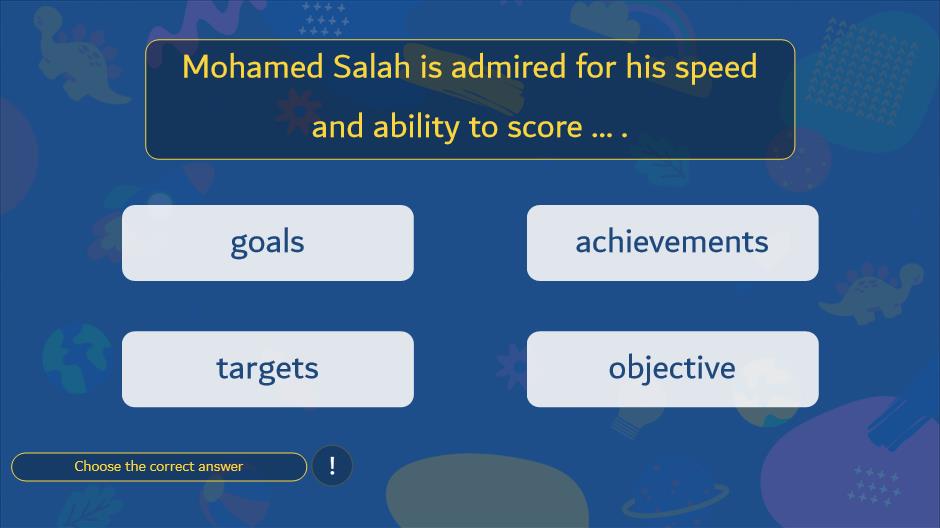 Mohamed Salah is admired for his speed
and ability to score ... .
goals
achievements
targets
objective
Choose the correct answer
!